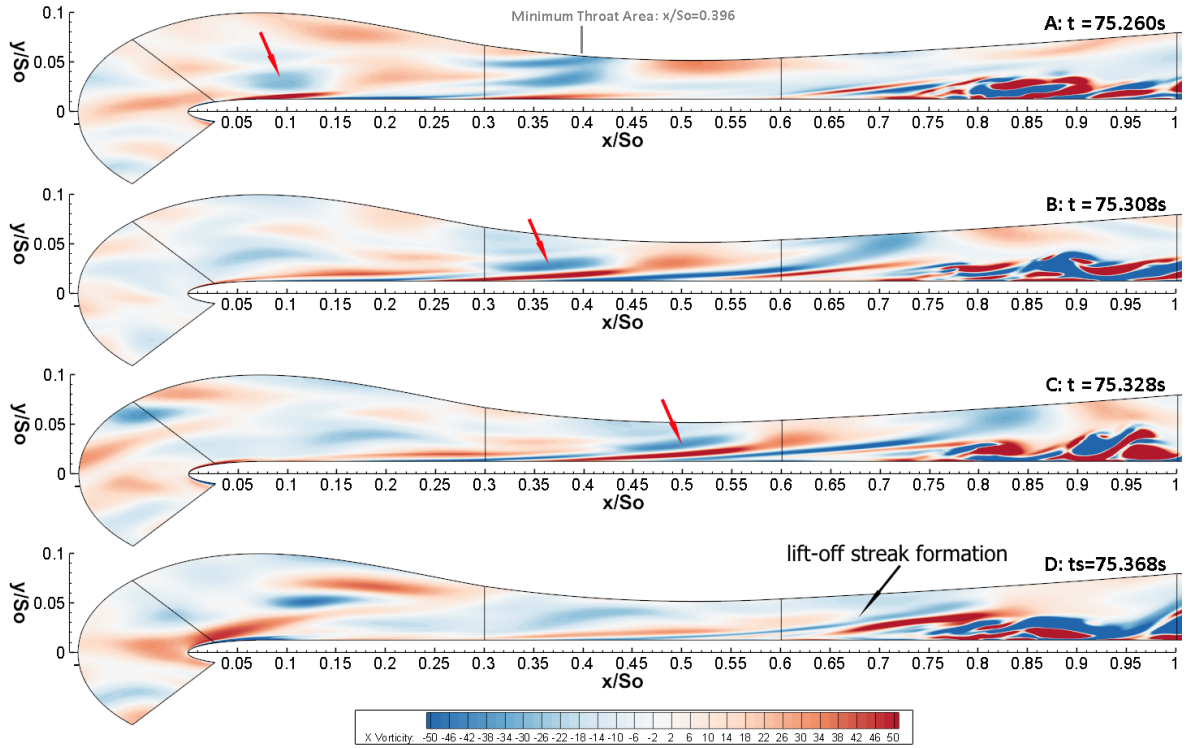 Minimum Throat Area: x/So=0.396
A: t = 75.260s
0.1
0.05
0
y/So
0.05 0.1 0.15 0.2 0.25 0.3 0.35 0.4 0.45 0.5 0.55 0.6 0.65 0.7 0.75 0.8 0.85 0.9 0.95 1
x/So
B: t = 75.308s
0.1
0.05
0
y/So
0.05 0.1 0.15 0.2 0.25 0.3 0.35 0.4 0.45 0.5 0.55 0.6 0.65 0.7 0.75 0.8 0.85 0.9 0.95 1
x/So
C: t = 75.328s
0.1
0.05
0
y/So
0.05 0.1 0.15 0.2 0.25 0.3 0.35 0.4 0.45 0.5 0.55 0.6 0.65 0.7 0.75 0.8 0.85 0.9 0.95 1
x/So
lift-off streak formation
D: ts=75.368s
0.1
0.05
0
y/So
0.05 0.1 0.15 0.2 0.25 0.3 0.35 0.4 0.45 0.5 0.55 0.6 0.65 0.7 0.75 0.8 0.85 0.9 0.95 1
x/So
X Vorticity: -50 -46 -42 -38 -34 -30 -26 -22 -18 -14 -10 -6 -2 2 6 10 14 18 22 26 30 34 38 42 46 50